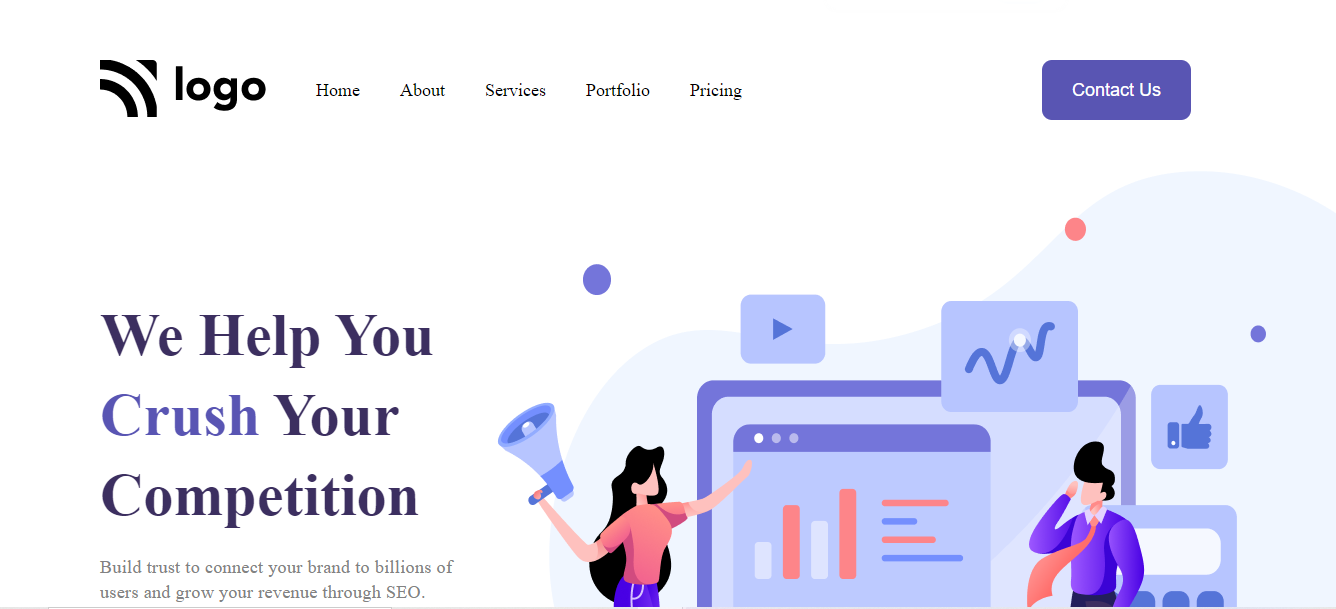 logo
Home About Services Portfolio Pricing
Contact Us
We Help You
Crush Your
Competition
Build trust to connect your brand to billions of
users and grow your revenue through SEO.